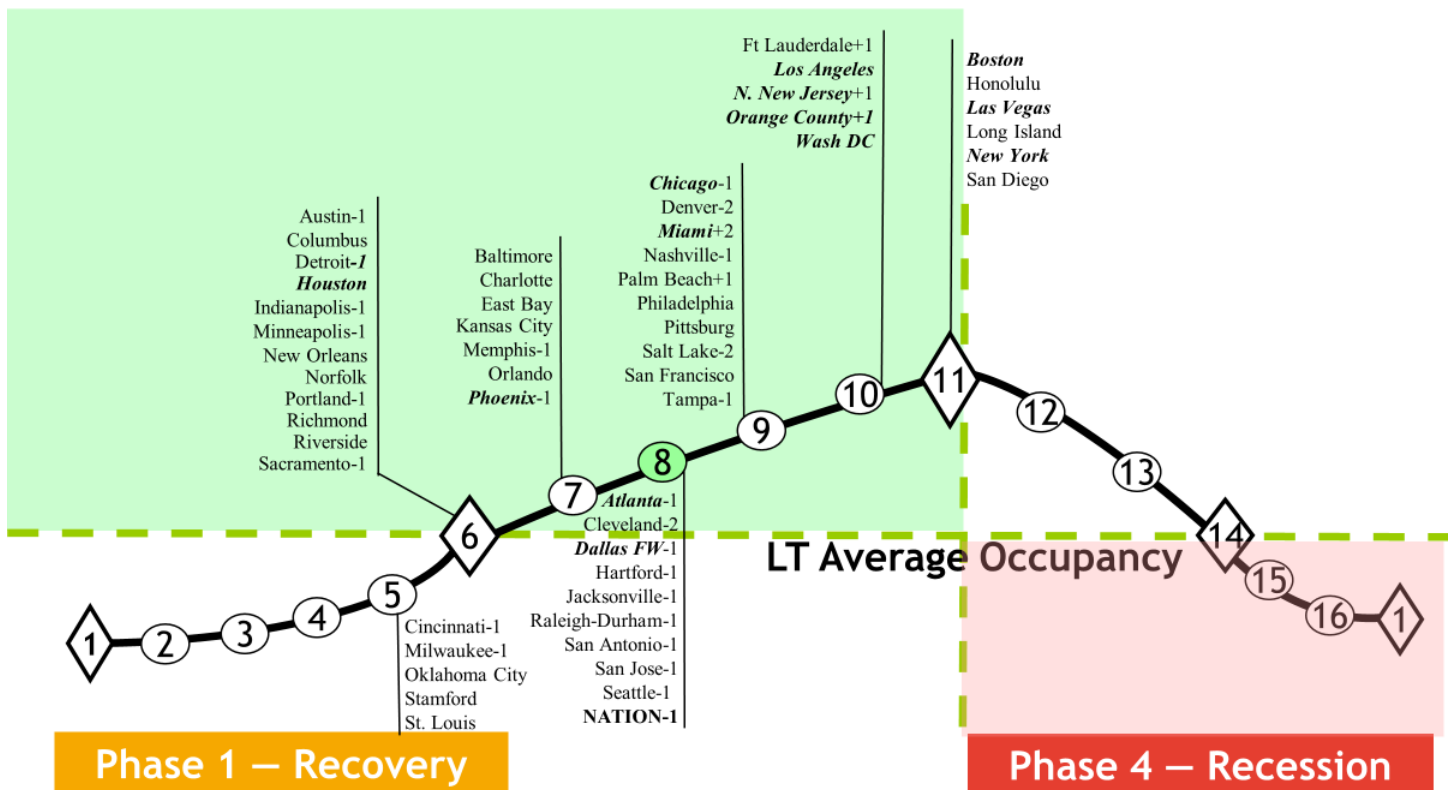 Ft Lauderdale+1
Los Angeles
N. New Jersey+1
Orange County+1
Wash DC
Boston
Honolulu
Las Vegas
Long Island
New York
San Diego
Chicago-1
Denver-2
Miami+2
Nashville-1
Palm Beach+1
Philadelphia
Pittsburg
Salt Lake-2
San Francisco
Tampa-1
Austin-1
Columbus
Detroit-1
Houston
Indianapolis-1
Minneapolis-1
New Orleans
Norfolk
Portland-1
Richmond
Riverside
Sacramento-1
Baltimore
Charlotte
East Bay
Kansas City
Memphis-1
Orlando
Phoenix-1
1
2
3
4
5
6
7
8
9
10
11
12
13
14
15
16
1
Atlanta-1
Cleveland-2
Dallas FW-1
Hartford-1
Jacksonville-1
Raleigh-Durham-1
San Antonio-1
San Jose-1
Seattle-1
NATION-1
LT Average Occupancy
Cincinnati-1
Milwaukee-1
Oklahoma City
Stamford
St. Louis
Phase 1 — Recovery
Phase 4 — Recession